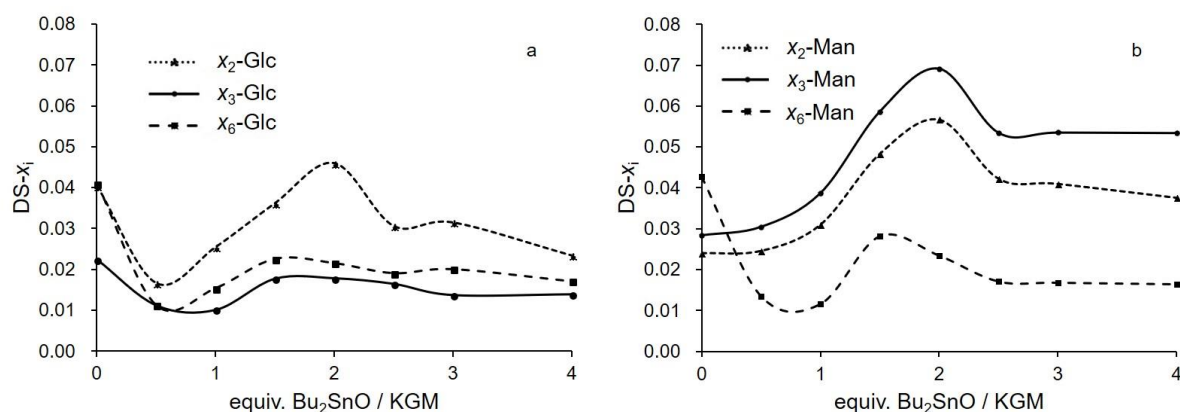 a
x₂-Glc
x₃-Glc
x₆-Glc
0.08
0.07
0.06
0.05
0.04
0.03
0.02
0.01
0.00
DS-xᵢ
0 1 2 3 4
equiv. Bu₂SnO / KGM
b
x₂-Man
x₃-Man
x₆-Man
0.08
0.07
0.06
0.05
0.04
0.03
0.02
0.01
0.00
DS-xᵢ
0 1 2 3 4
equiv. Bu₂SnO / KGM